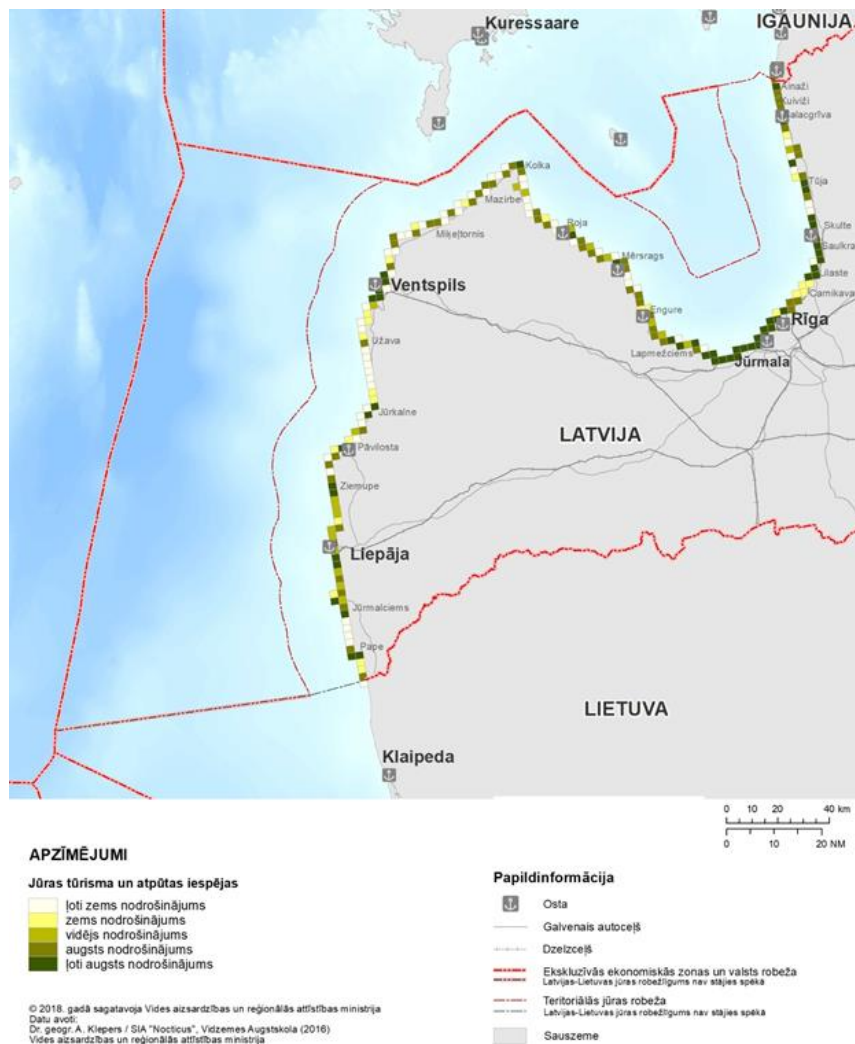 Kuressaare
IGAUNIJA
Ainaži
Kuiviži
Salacgrīva
Kolka
Mazirbe
Tūja
Roja
Miķeļtornis
Skulte
Saulkra
Mērsrags
Lilaste
Ventspils
Carnikava
Engure
Rīga
Užava
Lapmežciems
Jūrmala
Jūrkalne
LATVIJA
Pāvilosta
Ziemupe
Liepāja
Jūrmalciems
Pape
LIETUVA
Klaipeda
0 10 20 40 km
0 10 20 NM
APZĪMĒJUMI
Jūras tūrisma un atpūtas iespējas
ļoti zems nodrošinājums
zems nodrošinājums
vidējs nodrošinājums
augsts nodrošinājums
ļoti augsts nodrošinājums
© 2018. gadā sagatavoja Vides aizsardzības un reģionālās attīstības ministrija
Datu avoti:
Dr. geogr. A. Klepers / SIA "Nocticus", Vidzemes Augstskola (2016)
Vides aizsardzības un reģionālās attīstības ministrija
Papildinformācija
Osta
Galvenais autoceļš
Dzelzceļš
Ekskluzīvās ekonomiskās zonas un valsts robeža
Latvijas-Lietuvas jūras robežlīgums nav stājies spēkā
Teritoriālās jūras robeža
Latvijas-Lietuvas jūras robežlīgums nav stājies spēkā
Sauszeme